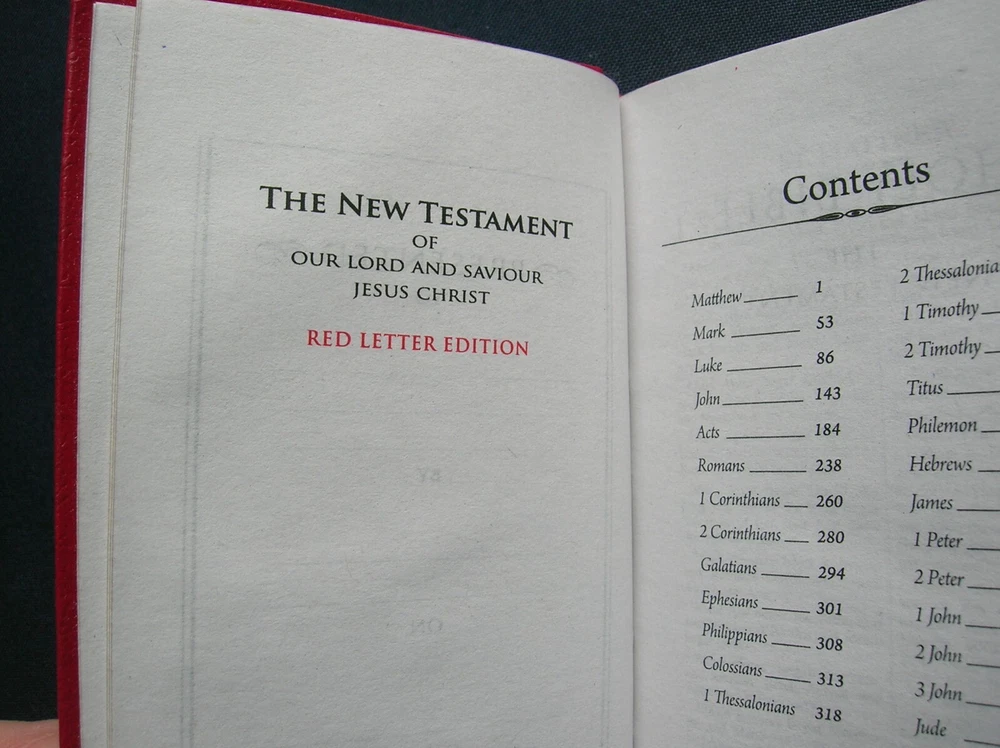 THE NEW TESTAMENT
OF
OUR LORD AND SAVIOUR
JESUS CHRIST
RED LETTER EDITION
Contents
Matthew 1
Mark 53
Luke 86
John 143
Acts 184
Romans 238
1 Corinthians 260
2 Corinthians 280
Galatians 294
Ephesians 301
Philippians 308
Colossians 313
1 Thessalonians 318
2 Thessalonia
1 Timothy
2 Timothy
Titus
Philemon
Hebrews
James
1 Peter
2 Peter
1 John
2 John
3 John
Jude